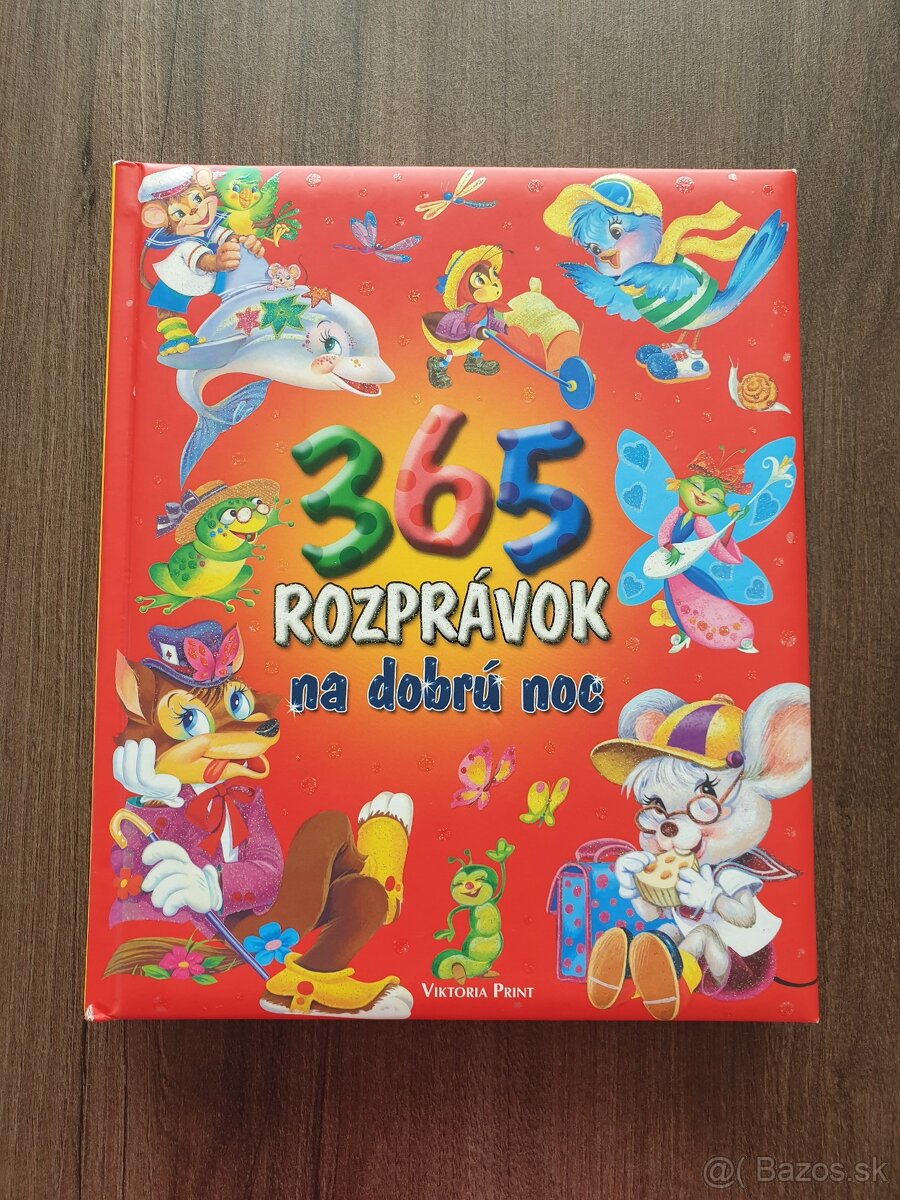 365
ROZPRÁVOK
na dobrú noc
VIKTORIA PRINT
@( Bazos.sk